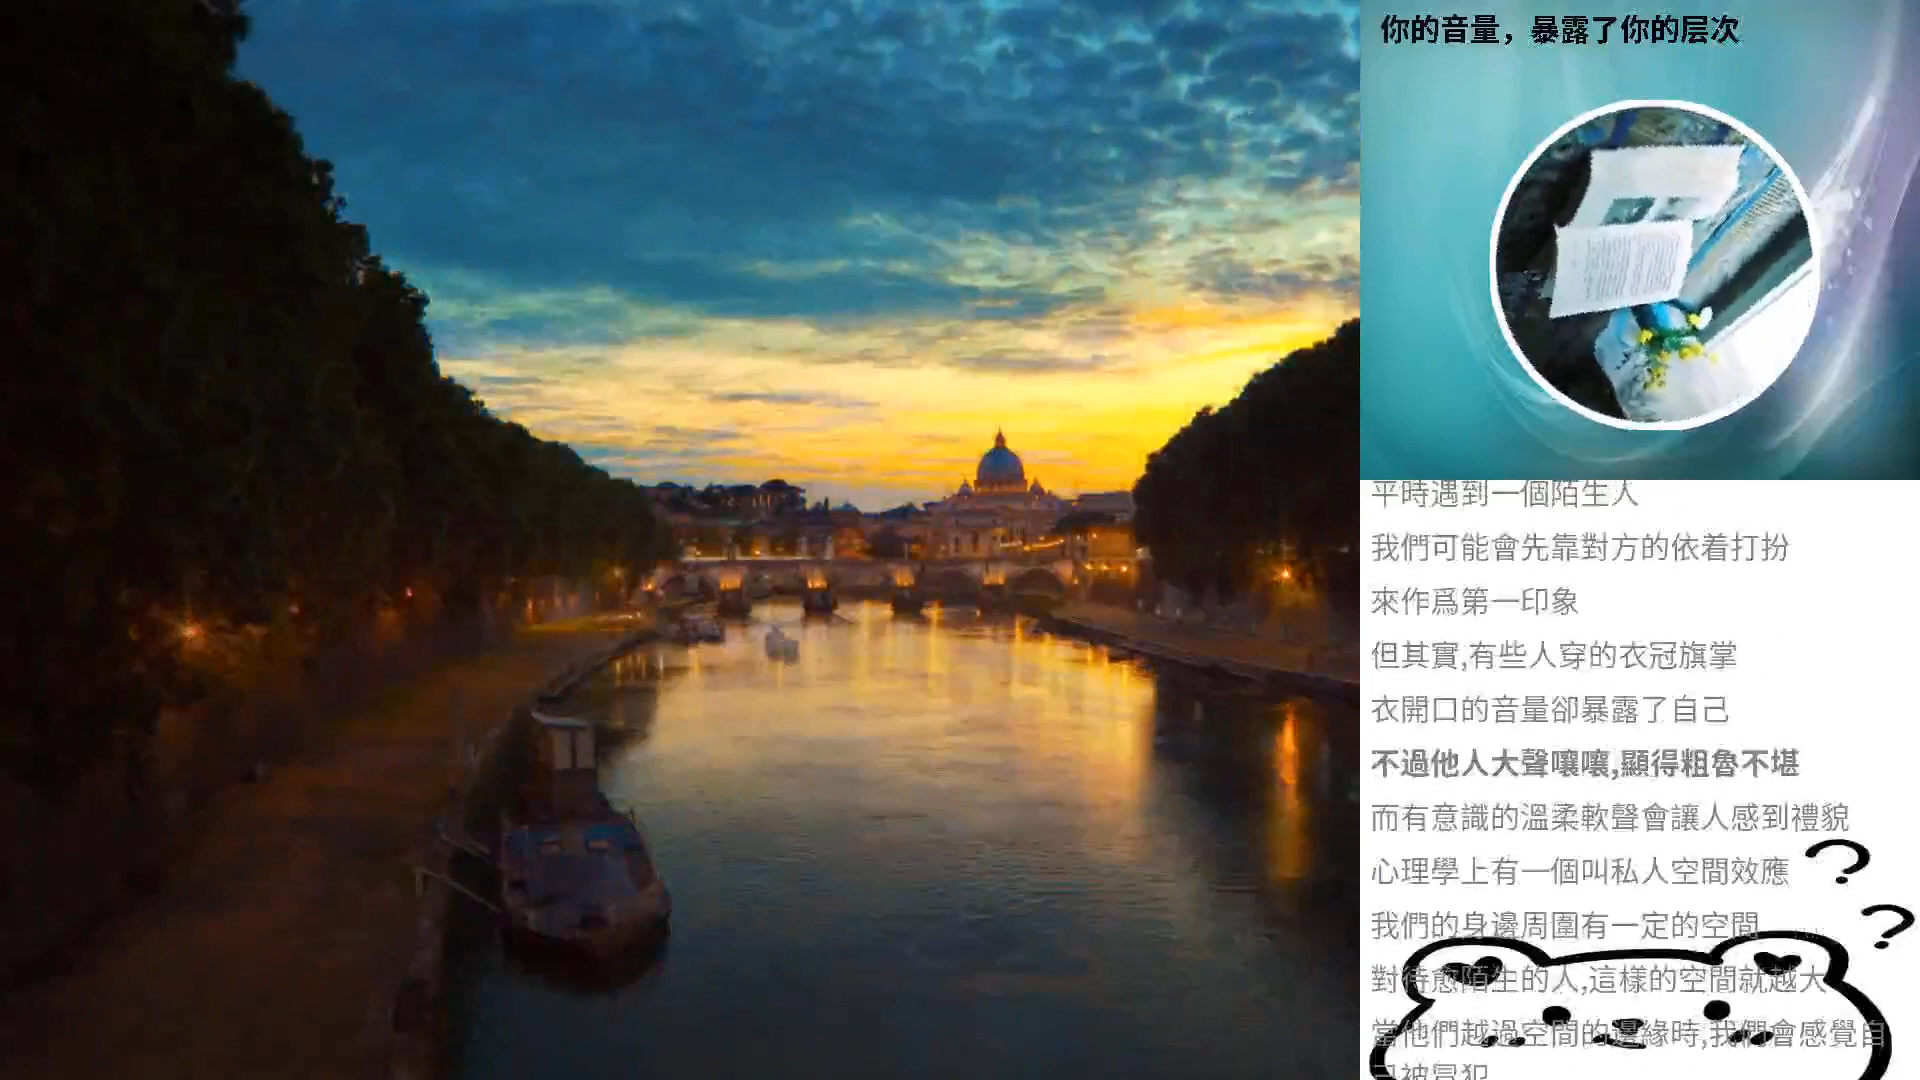 你的音量，暴露了你的层次
平時遇到一個陌生人
我們可能會先靠對方的依着打扮
來作爲第一印象
但其實,有些人穿的衣冠旗掌
衣開口的音量卻暴露了自己
不過他人大聲嚷嚷,顯得粗魯不堪
而有意識的溫柔軟聲會讓人感到禮貌
心理學上有一個叫私人空間效應
我們的身邊周圍有一定的空間
對待愈陌生的人,這樣的空間就越大
當他們越過空間的邊緣時,我們會感覺自
己被冒犯